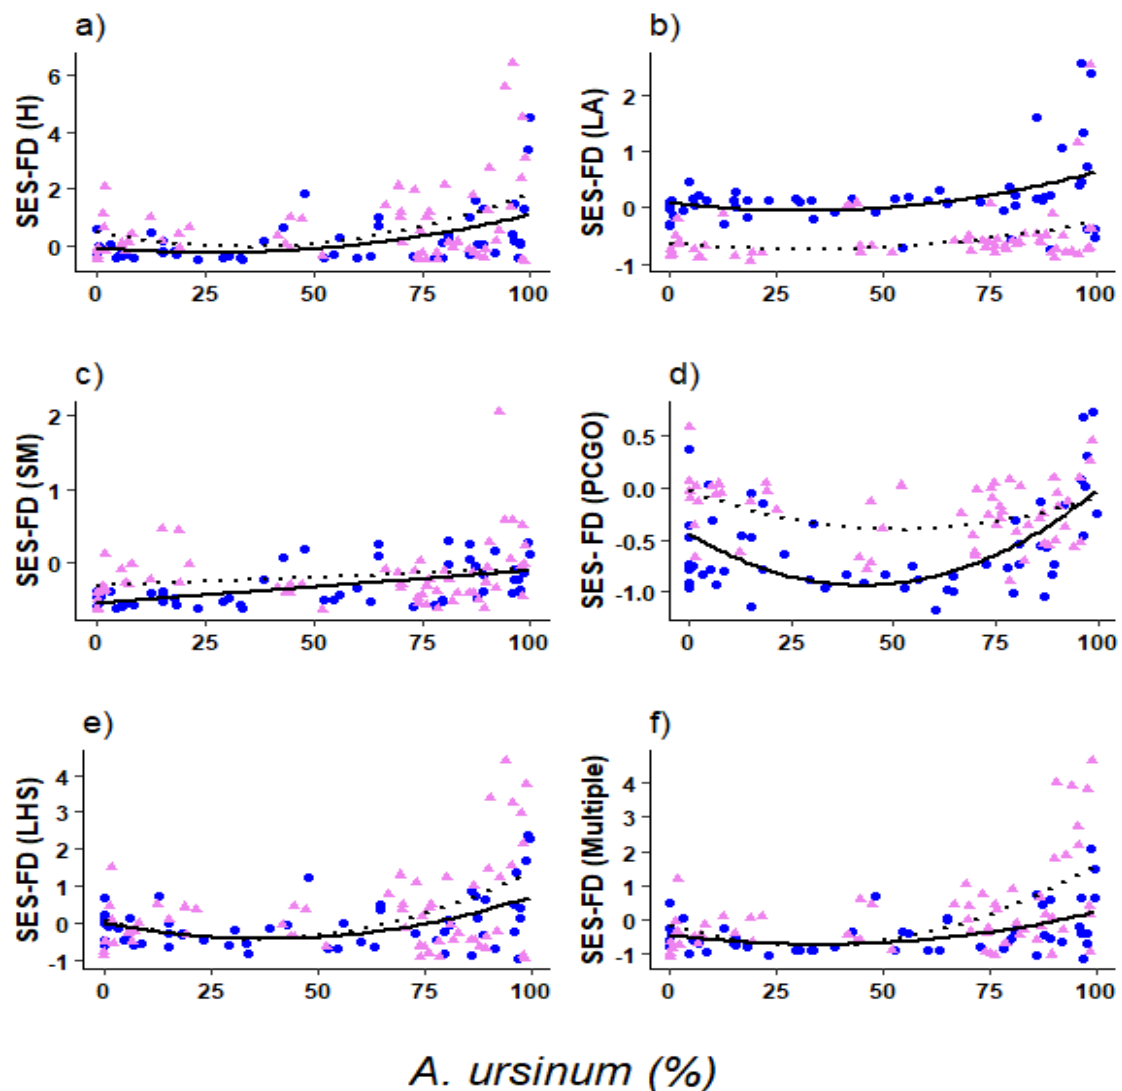 a)
SES-FD (H)
6
4
2
0
0 25 50 75 100
b)
SES-FD (LA)
2
1
0
-1
0 25 50 75 100
c)
SES-FD (SM)
2
1
0
0 25 50 75 100
d)
SES- FD (PCGO)
0.5
0.0
-0.5
-1.0
0 25 50 75 100
e)
SES-FD (LHS)
4
3
2
1
0
-1
0 25 50 75 100
f)
SES-FD (Multiple)
4
3
2
1
0
-1
0 25 50 75 100
A. ursinum (%)